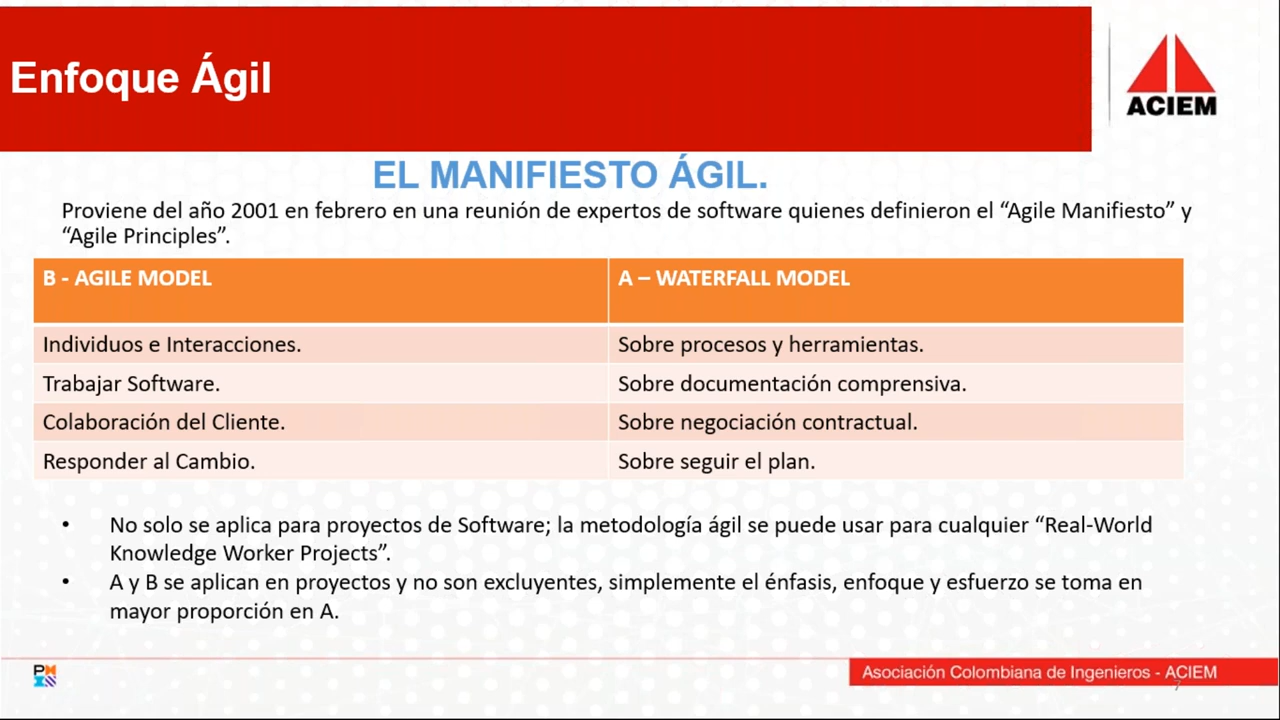 Enfoque Ágil
ACIEM
EL MANIFIESTO ÁGIL.
Proviene del año 2001 en febrero en una reunión de expertos de software quienes definieron el “Agile Manifiesto” y
“Agile Principles”.
B - AGILE MODEL
A – WATERFALL MODEL
Individuos e Interacciones.
Sobre procesos y herramientas.
Trabajar Software.
Sobre documentación comprensiva.
Colaboración del Cliente.
Sobre negociación contractual.
Responder al Cambio.
Sobre seguir el plan.
• No solo se aplica para proyectos de Software; la metodología ágil se puede usar para cualquier “Real-World
Knowledge Worker Projects”.
• A y B se aplican en proyectos y no son excluyentes, simplemente el énfasis, enfoque y esfuerzo se toma en
mayor proporción en A.
Asociación Colombiana de Ingenieros - ACIEM
7